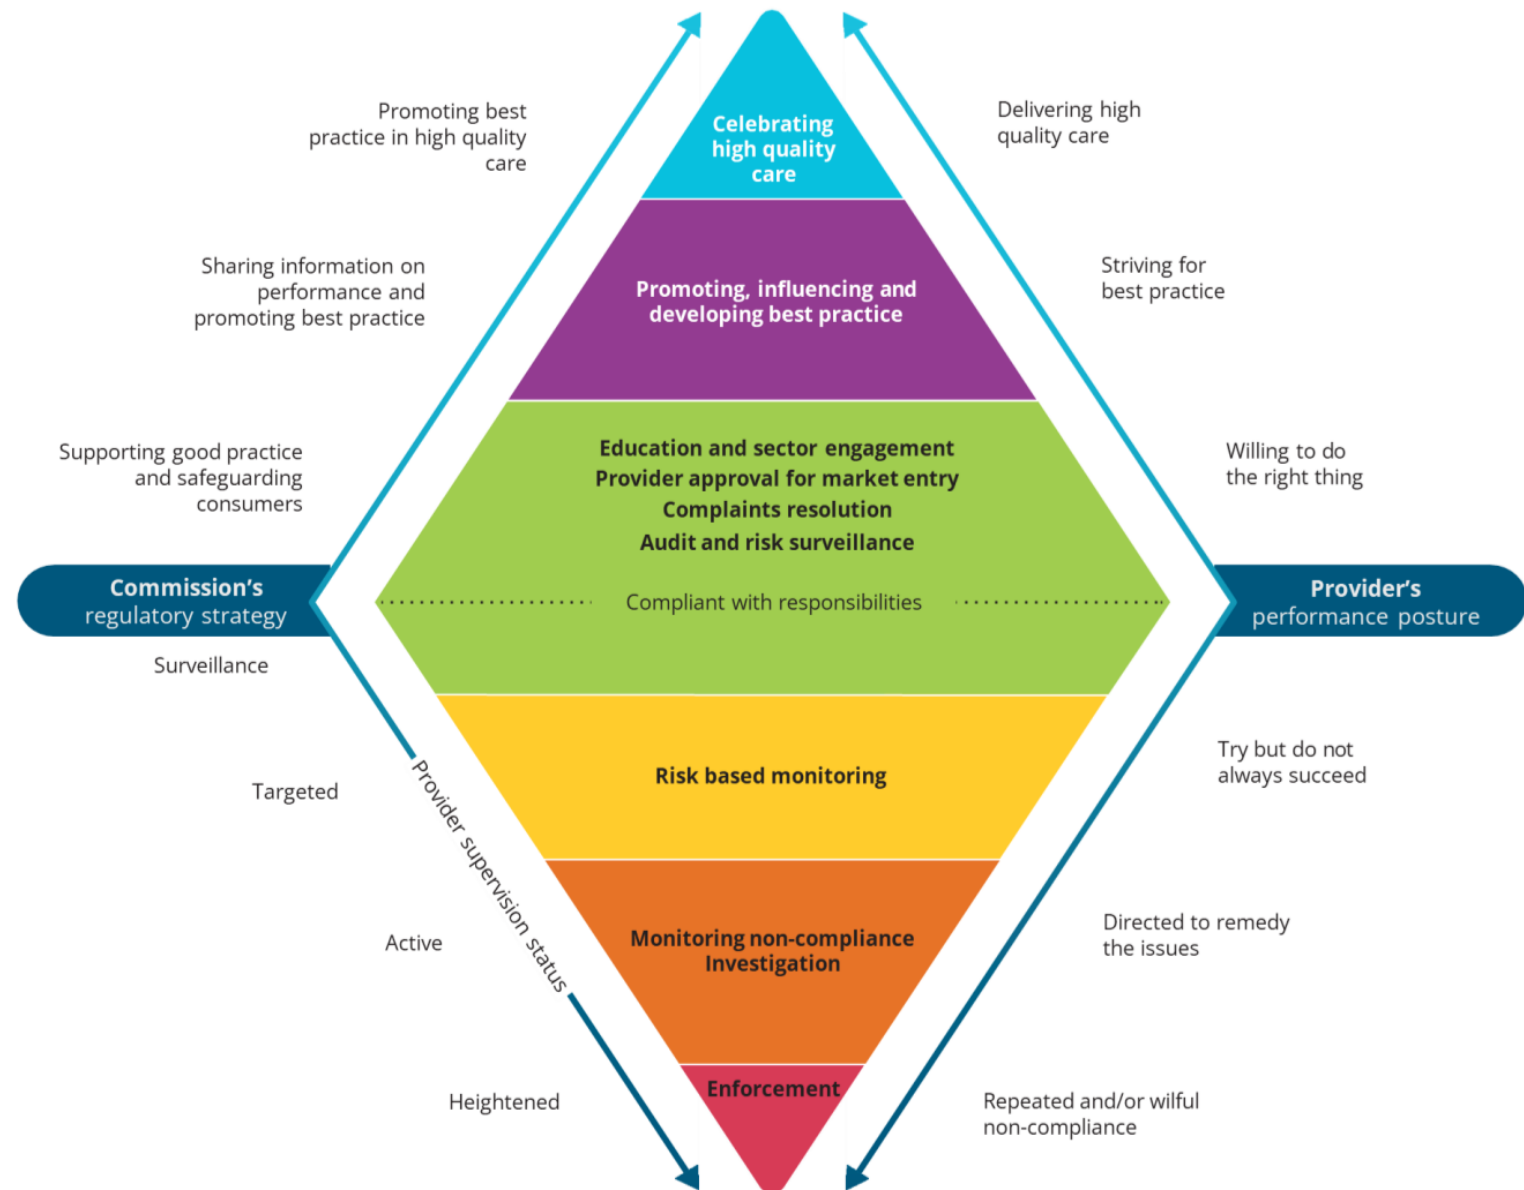 Promoting best
practice in high quality
care
Celebrating
high quality
care
Delivering high
quality care
Sharing information on
performance and
promoting best practice
Promoting, influencing and
developing best practice
Striving for
best practice
Supporting good practice
and safeguarding
consumers
Education and sector engagement
Provider approval for market entry
Complaints resolution
Audit and risk surveillance
Willing to do
the right thing
Commission’s
regulatory strategy
Compliant with responsibilities
Provider’s
performance posture
Surveillance
Provider supervision status
Targeted
Risk based monitoring
Try but do not
always succeed
Active
Monitoring non-compliance
Investigation
Directed to remedy
the issues
Heightened
Enforcement
Repeated and/or wilful
non-compliance